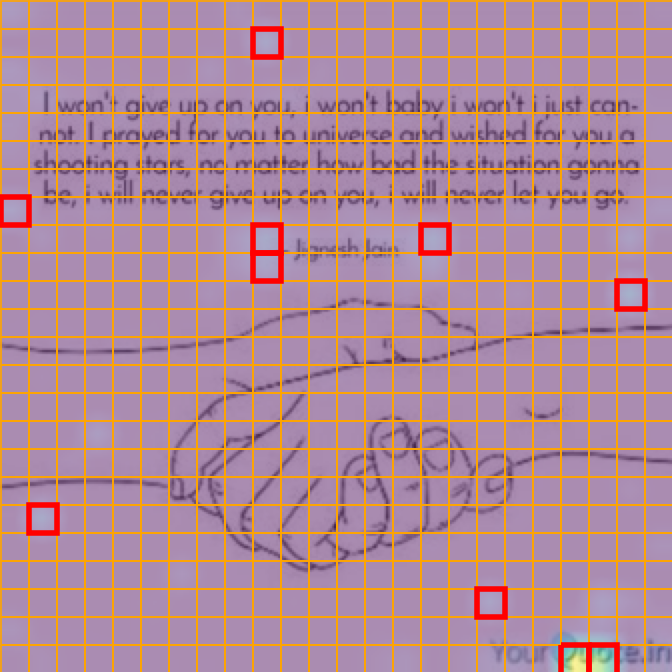 I won't give up on you, i won't baby i won't i just can-
not. I prayed for you to universe and wished for you a
shooting stars, no matter how bad the situation gonna
be, i will never give up on you, i will never let you go.
- Jignesh Jain
YourQuote.in